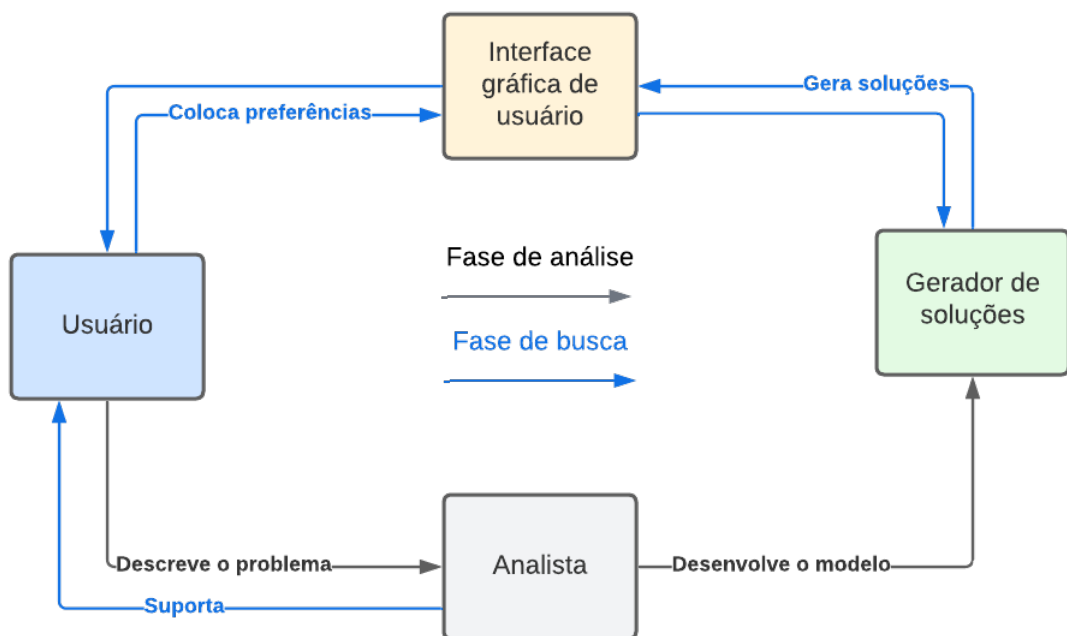 Interface
gráfica de
usuário
Gera soluções
Coloca preferências
Fase de análise
Gerador de
soluções
Usuário
Fase de busca
Descreve o problema
Analista
Desenvolve o modelo
Suporta